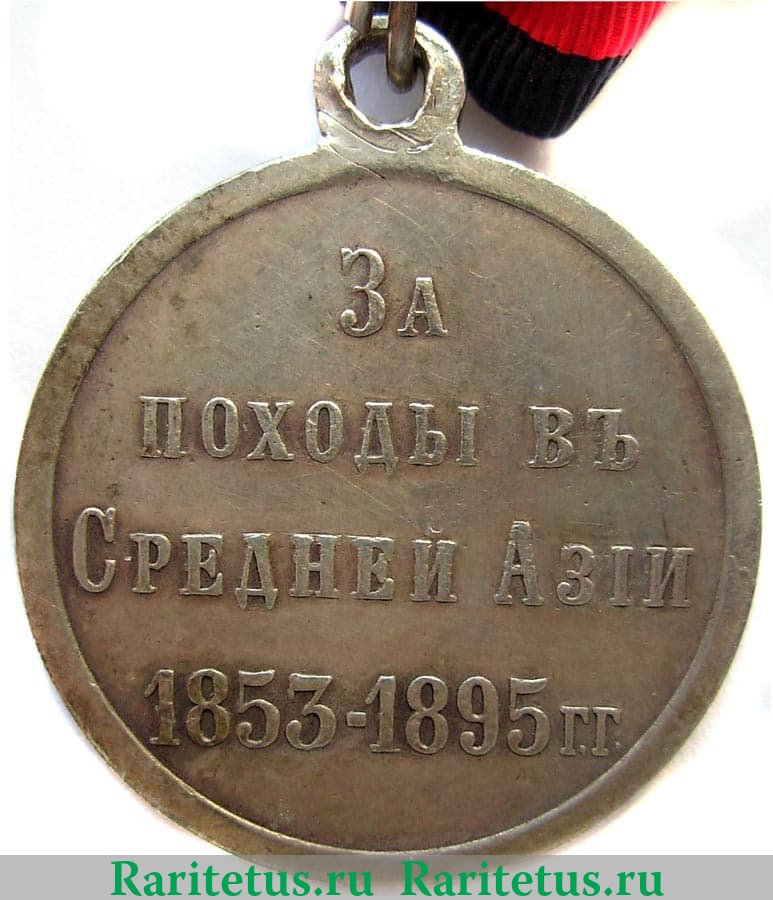 За
походы въ
Средней Азіи
1853-1895 г.г.
Raritetus.ru Raritetus.ru